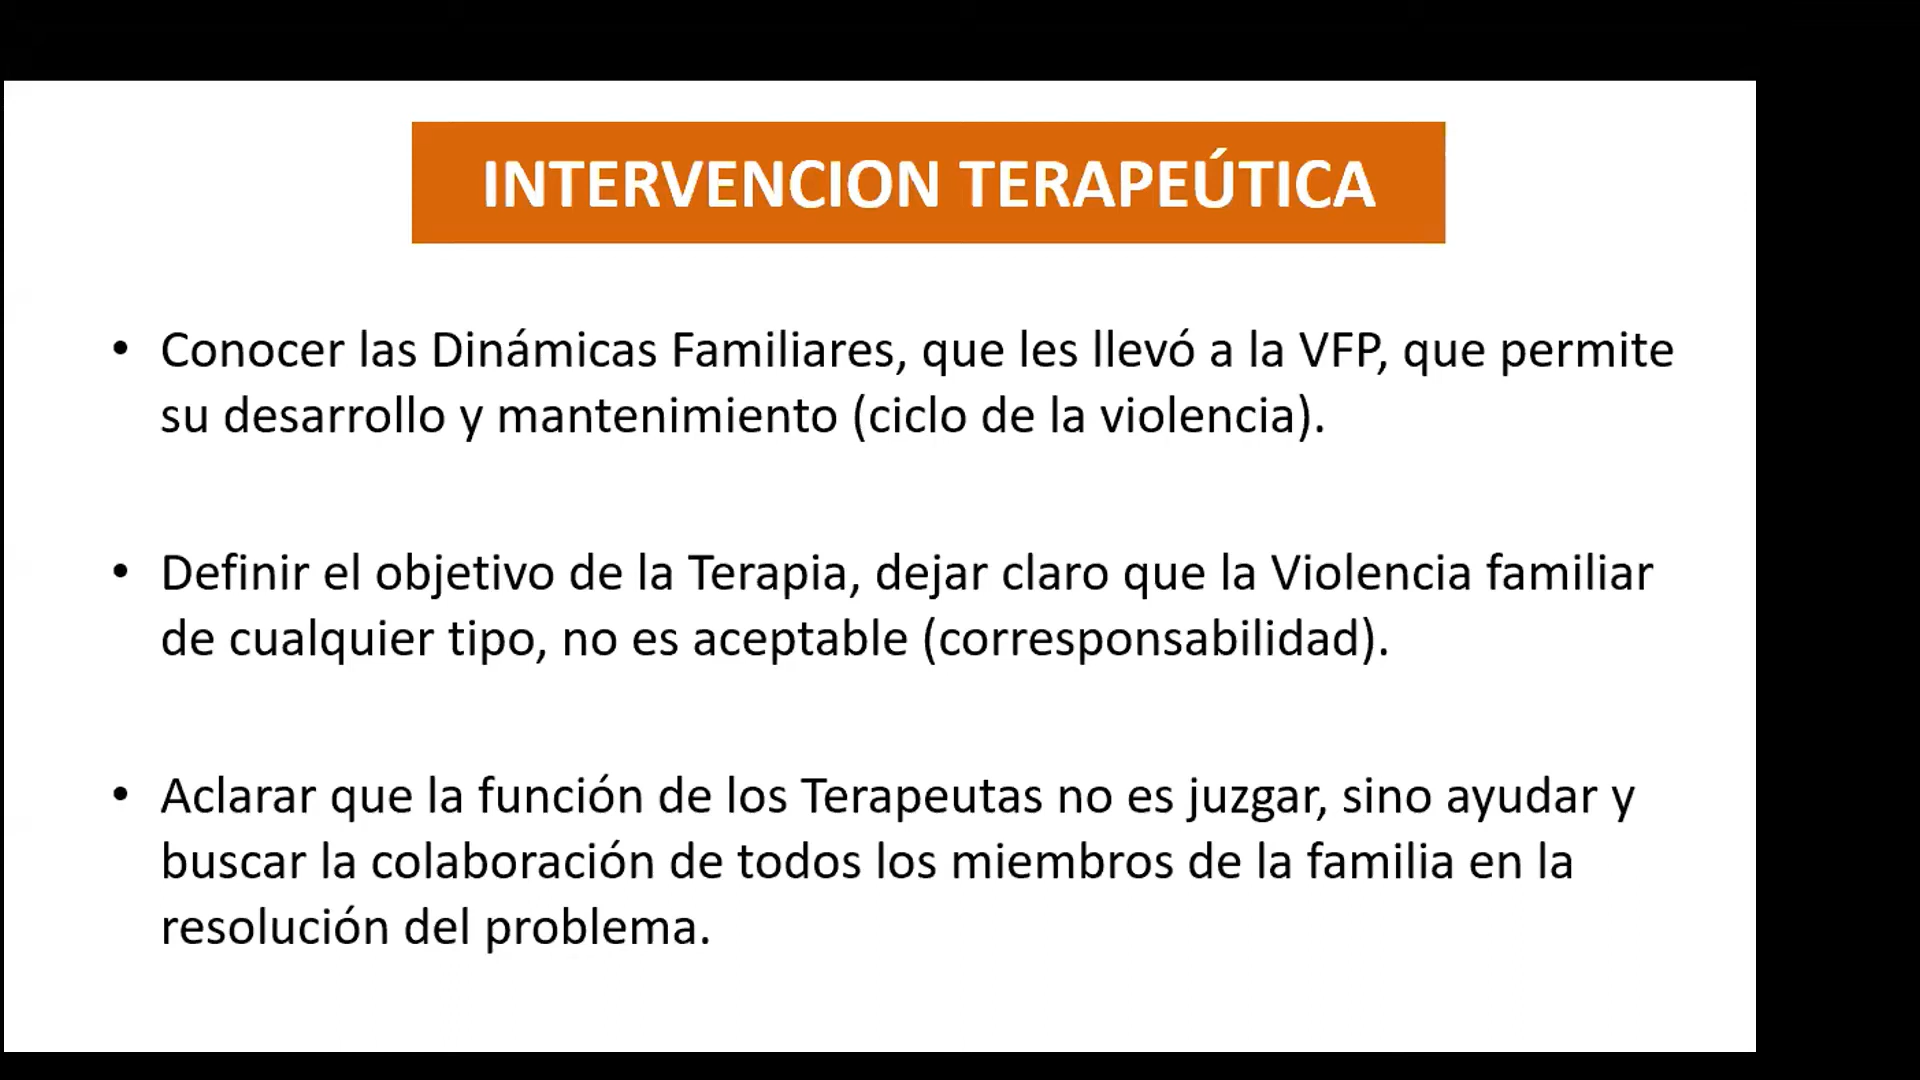 INTERVENCION TERAPEÚTICA
• Conocer las Dinámicas Familiares, que les llevó a la VFP, que permite
su desarrollo y mantenimiento (ciclo de la violencia).
• Definir el objetivo de la Terapia, dejar claro que la Violencia familiar
de cualquier tipo, no es aceptable (corresponsabilidad).
• Aclarar que la función de los Terapeutas no es juzgar, sino ayudar y
buscar la colaboración de todos los miembros de la familia en la
resolución del problema.